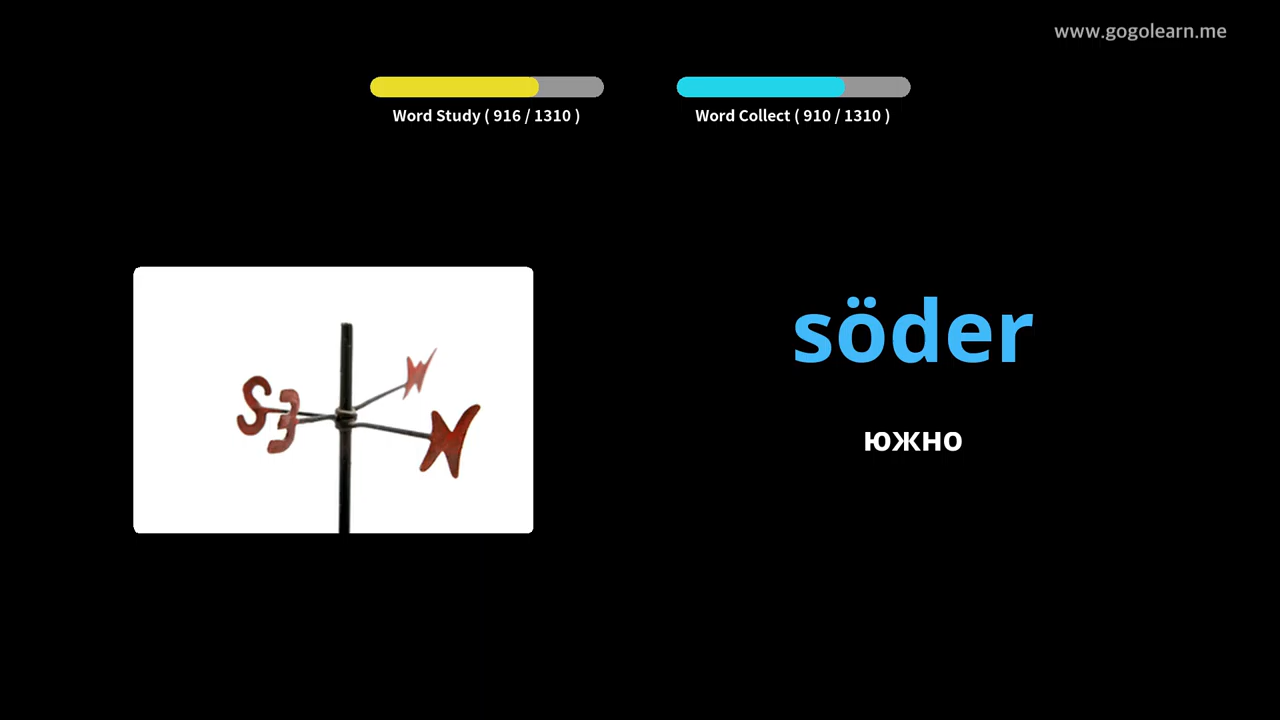 www.gogolearn.me
Word Study ( 916 / 1310 )
Word Collect ( 910 / 1310 )
söder
южно
S
E
N